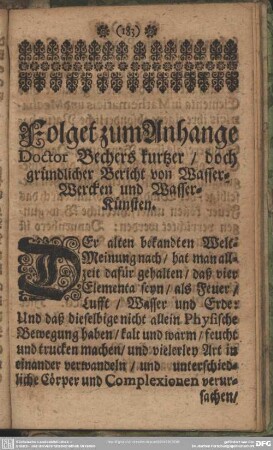 (183)
Folget zum Anhange
Doctor Bechers kurtzer / doch
gründlicher Bericht von Wasser-
Wercken und Wasser-
Künsten.
DEr alten bekandten Welt-
Meinung nach / hat man all-
zeit dafür gehalten / daß vier
Elementa seyn / als Feuer /
Lufft / Wasser und Erde:
Und daß dieselbige nicht allein Physische
Bewegung haben / kalt und warm / feucht
und trucken machen / und vielerley Art in
einander verwandeln / und unterschied-
liche Cörper und Complexionen verur-
sachen /